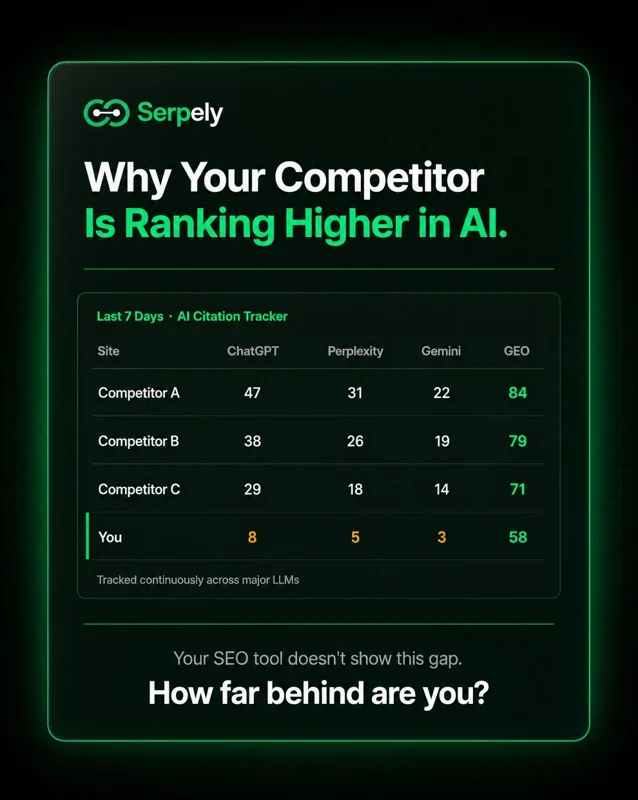 Serpely
Why Your Competitor
Is Ranking Higher in AI.
Last 7 Days · AI Citation Tracker
Site ChatGPT Perplexity Gemini GEO
Competitor A 47 31 22 84
Competitor B 38 26 19 79
Competitor C 29 18 14 71
You 8 5 3 58
Tracked continuously across major LLMs
Your SEO tool doesn't show this gap.
How far behind are you?